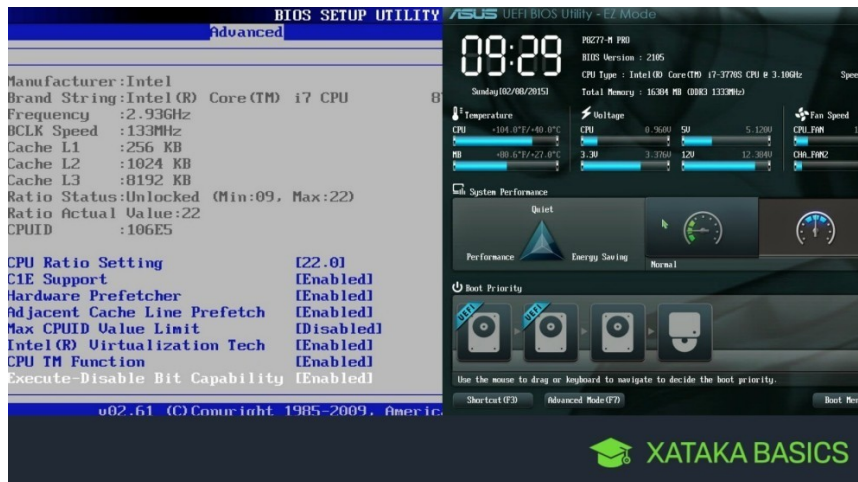 BIOS SETUP UTILITY
Advanced
Manufacturer:Intel
Brand String:Intel(R) Core(TM) i7 CPU 8
Frequency :2.93GHz
BCLK Speed :133MHz
Cache L1 :256 KB
Cache L2 :1024 KB
Cache L3 :8192 KB
Ratio Status:Unlocked (Min:09, Max:22)
Ratio Actual Value:22
CPUID :106E5
CPU Ratio Setting [22.0]
C1E Support [Enabled]
Hardware Prefetcher [Enabled]
Adjacent Cache Line Prefetch [Enabled]
Max CPUID Value Limit [Disabled]
Intel(R) Virtualization Tech [Enabled]
CPU TM Function [Enabled]
Execute-Disable Bit Capability [Enabled]
v02.61 (C)Copyright 1985-2009, Americ
ASUS UEFI BIOS Utility - EZ Mode
09:29
Sunday[02/08/2015]
P8Z77-M PRO
BIOS Version : 2105
CPU Type : Intel(R) Core(TM) i7-3770S CPU @ 3.10GHz Spee
Total Memory : 16384 MB (DDR3 1333MHz)
Temperature
CPU +104.0°F/+40.0°C
MB +80.6°F/+27.0°C
Voltage
CPU 0.960V 5V 5.120V
3.3V 3.376V 12V 12.384V
Fan Speed
CPU_FAN 1
CHA_FAN2
System Performance
Quiet
Performance
Energy Saving
Normal
Boot Priority
UEFI
UEFI
Use the mouse to drag or keyboard to navigate to decide the boot priority.
Shortcut(F3) Advanced Mode(F7) Boot Men
XATAKA BASICS